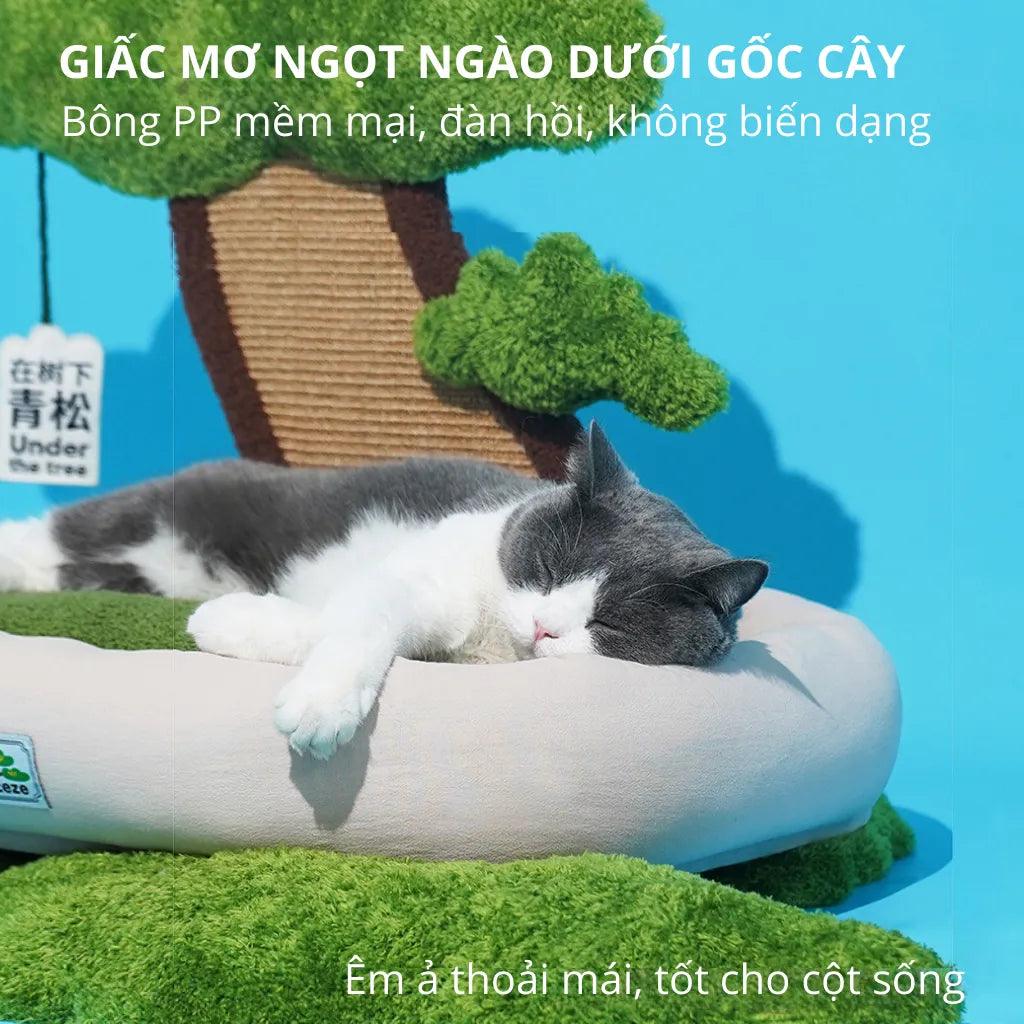 GIẤC MƠ NGỌT NGÀO DƯỚI GỐC CÂY
Bông PP mềm mại, đàn hồi, không biến dạng
在树下
青松
Under
the tree
Êm ả thoải mái, tốt cho cột sống